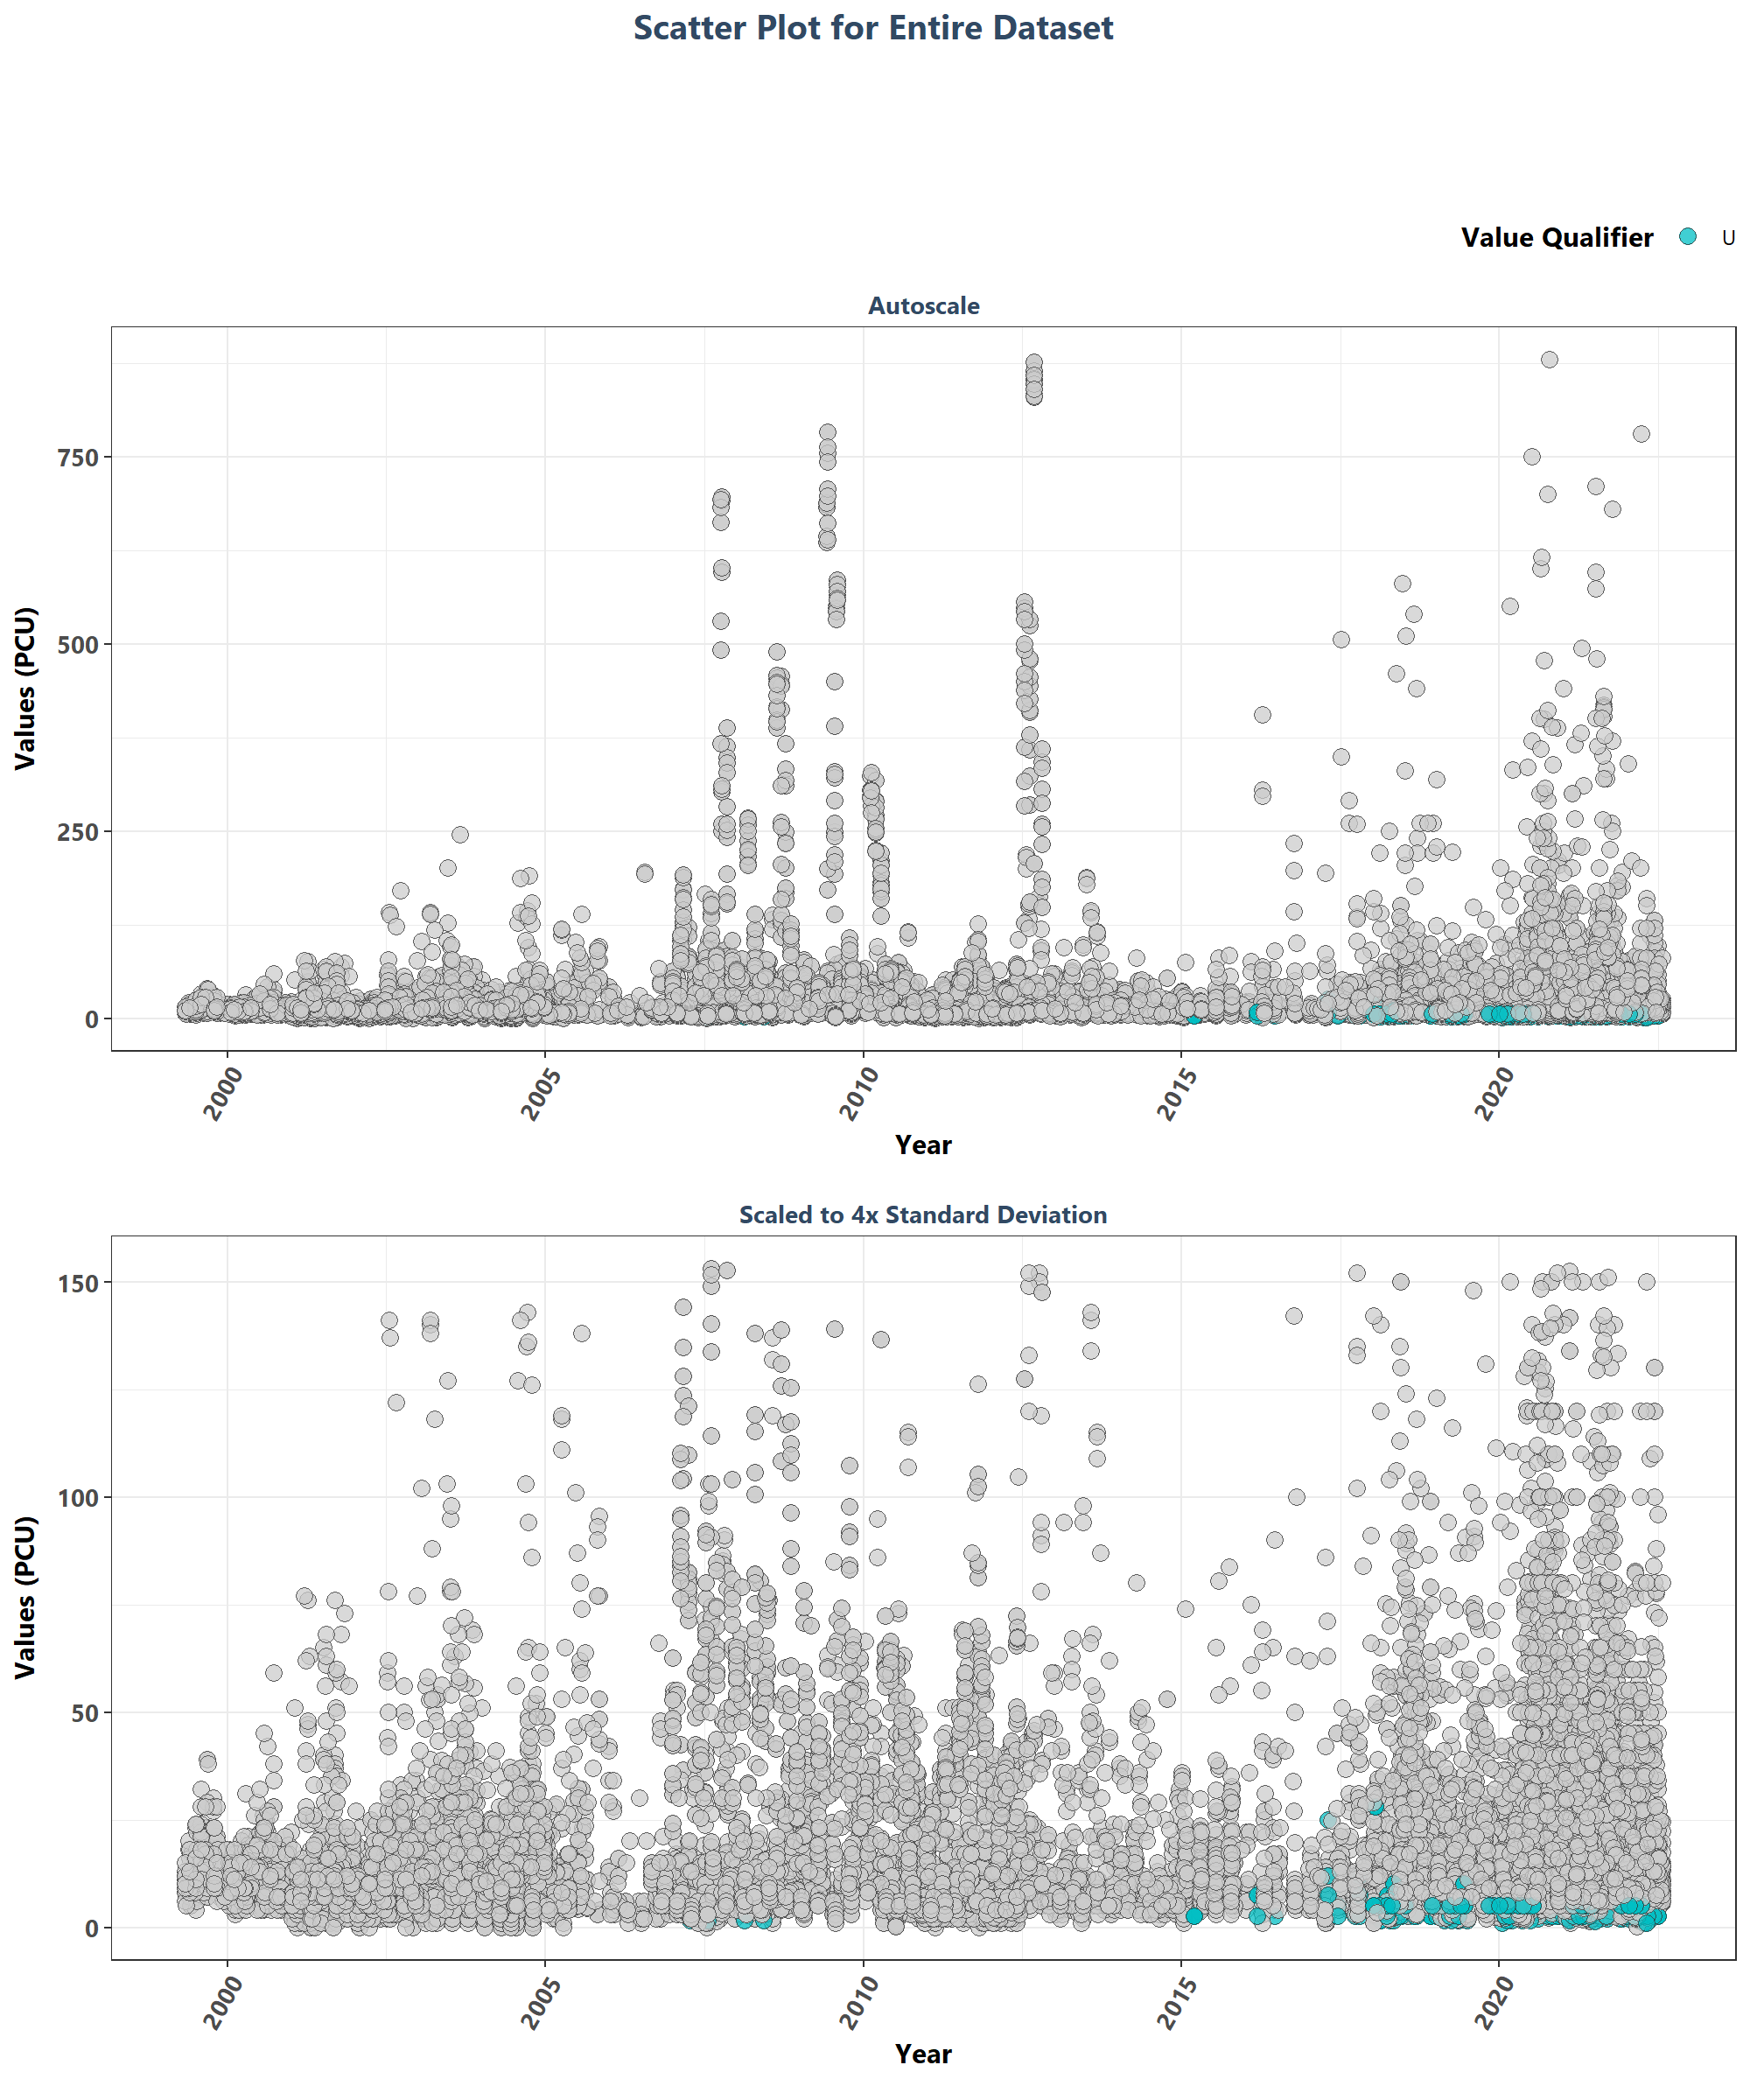 Scatter Plot for Entire Dataset
Value Qualifier U
Autoscale
Values (PCU)
750
500
250
0
2000 2005 2010 2015 2020
Year
Scaled to 4x Standard Deviation
Values (PCU)
150
100
50
0
2000 2005 2010 2015 2020
Year